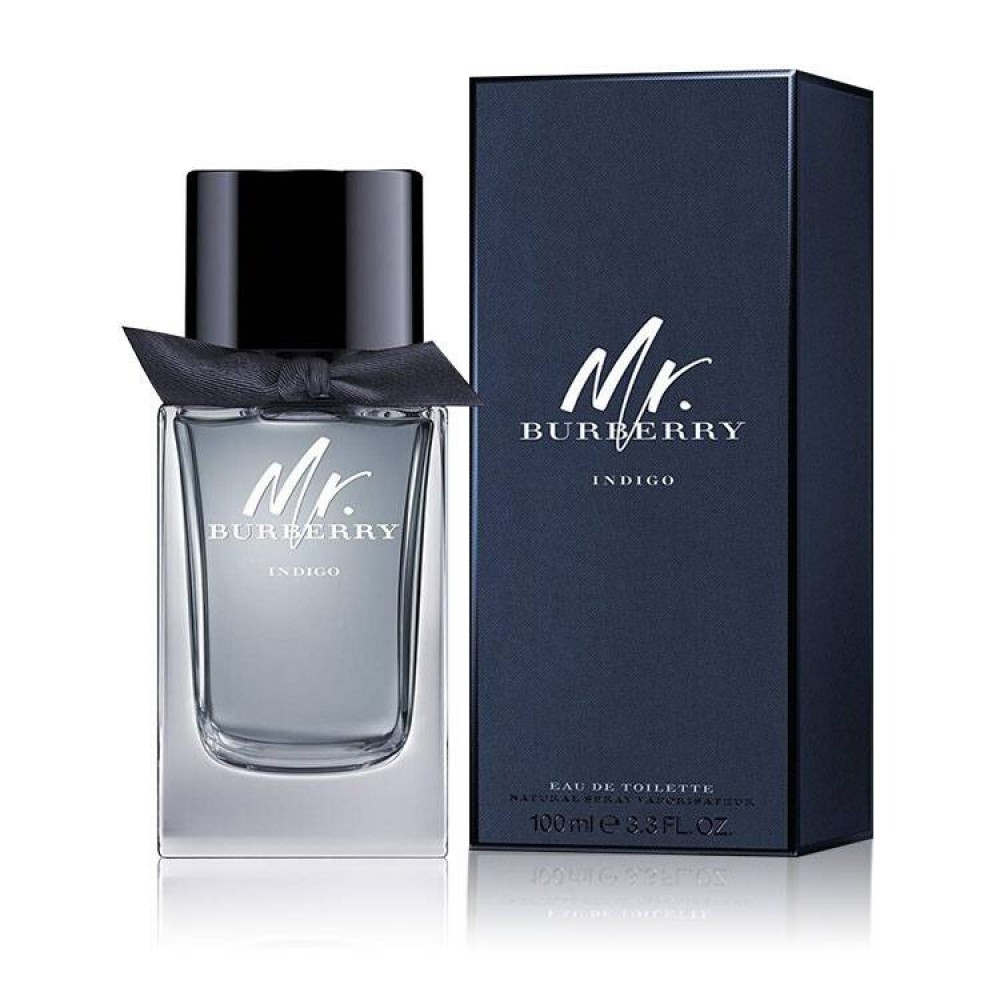 Mr.
BURBERRY
INDIGO
Mr.
BURBERRY
INDIGO
EAU DE TOILETTE
NATURAL SPRAY VAPORISATEUR
100 ml e 3.3 FL. OZ.